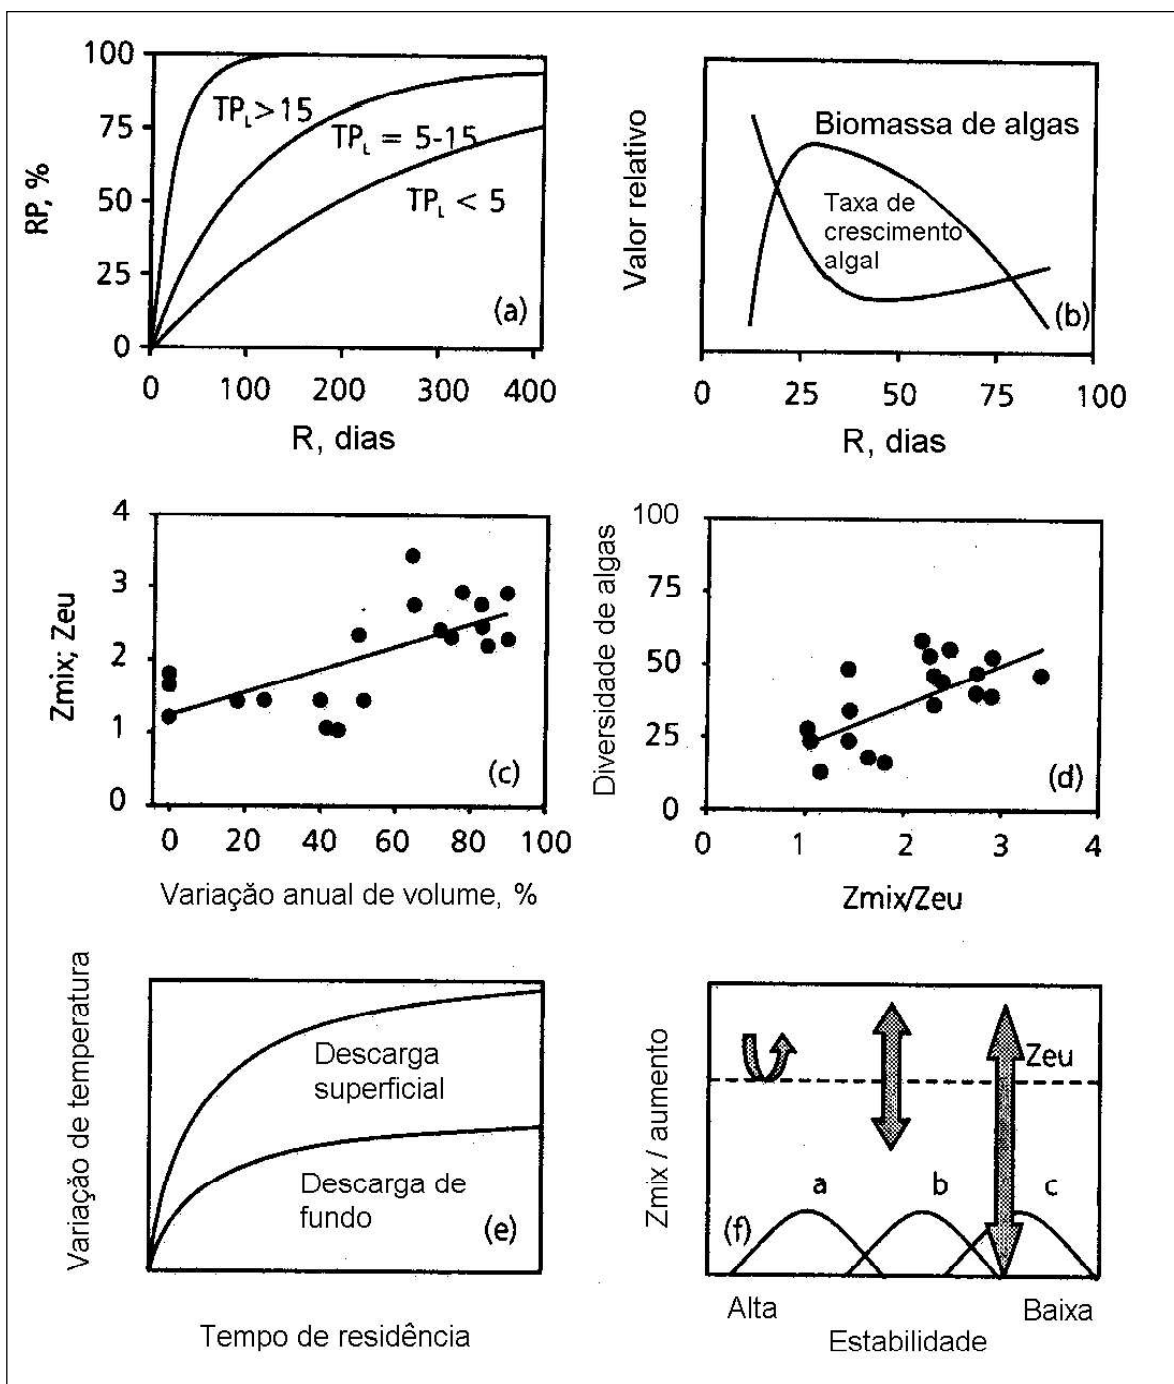 100
75
50
25
0
RP, %
TPL>15
TPL = 5-15
TPL < 5
(a)
0 100 200 300 400
R, dias
Valor relativo
Biomassa de algas
Taxa de
crescimento
algal
(b)
0 25 50 75 100
R, dias
4
3
2
1
0
Zmix; Zeu
(c)
0 20 40 60 80 100
Variação anual de volume, %
100
75
50
25
0
Diversidade de algas
(d)
0 1 2 3 4
Zmix/Zeu
Variação de temperatura
Descarga
superficial
Descarga de
fundo
(e)
Tempo de residência
Zmix / aumento
Zeu
a b c
(f)
Alta Baixa
Estabilidade